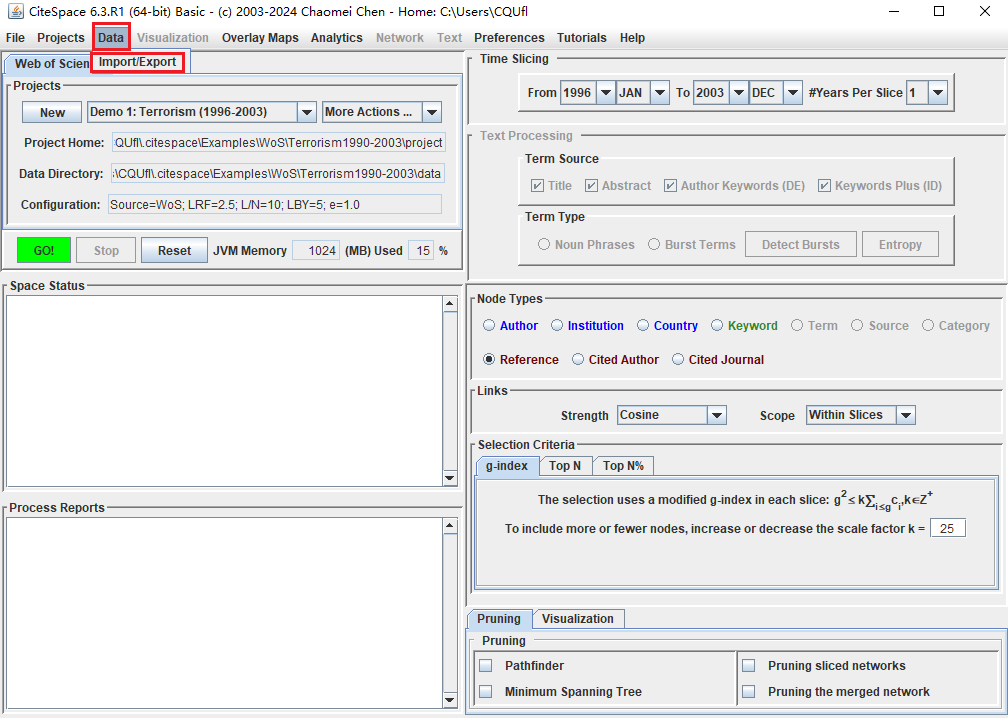 CiteSpace 6.3.R1 (64-bit) Basic - (c) 2003-2024 Chaomei Chen - Home: C:\Users\CQUfl
File Projects Data Visualization Overlay Maps Analytics Network Text Preferences Tutorials Help
Web of Scien Import/Export
Projects
New Demo 1: Terrorism (1996-2003) More Actions ...
Project Home: QUfl\.citespace\Examples\WoS\Terrorism1990-2003\project
Data Directory: :\CQUfl\.citespace\Examples\WoS\Terrorism1990-2003\data
Configuration: Source=WoS; LRF=2.5; L/N=10; LBY=5; e=1.0
GO! Stop Reset JVM Memory 1024 (MB) Used 15 %
Space Status
Process Reports
Time Slicing
From 1996 JAN To 2003 DEC #Years Per Slice 1
Text Processing
Term Source
Title Abstract Author Keywords (DE) Keywords Plus (ID)
Term Type
Noun Phrases Burst Terms Detect Bursts Entropy
Node Types
Author Institution Country Keyword Term Source Category
Reference Cited Author Cited Journal
Links
Strength Cosine Scope Within Slices
Selection Criteria
g-index Top N Top N%
The selection uses a modified g-index in each slice: g² ≤ k∑i≤g ci, k∈Z⁺
To include more or fewer nodes, increase or decrease the scale factor k = 25
Pruning Visualization
Pruning
Pathfinder Pruning sliced networks
Minimum Spanning Tree Pruning the merged network